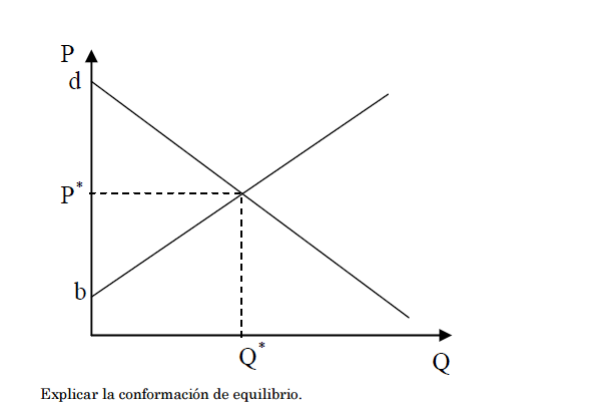 P
d
P*
b
Q*
Q
Explicar la conformación de equilibrio.